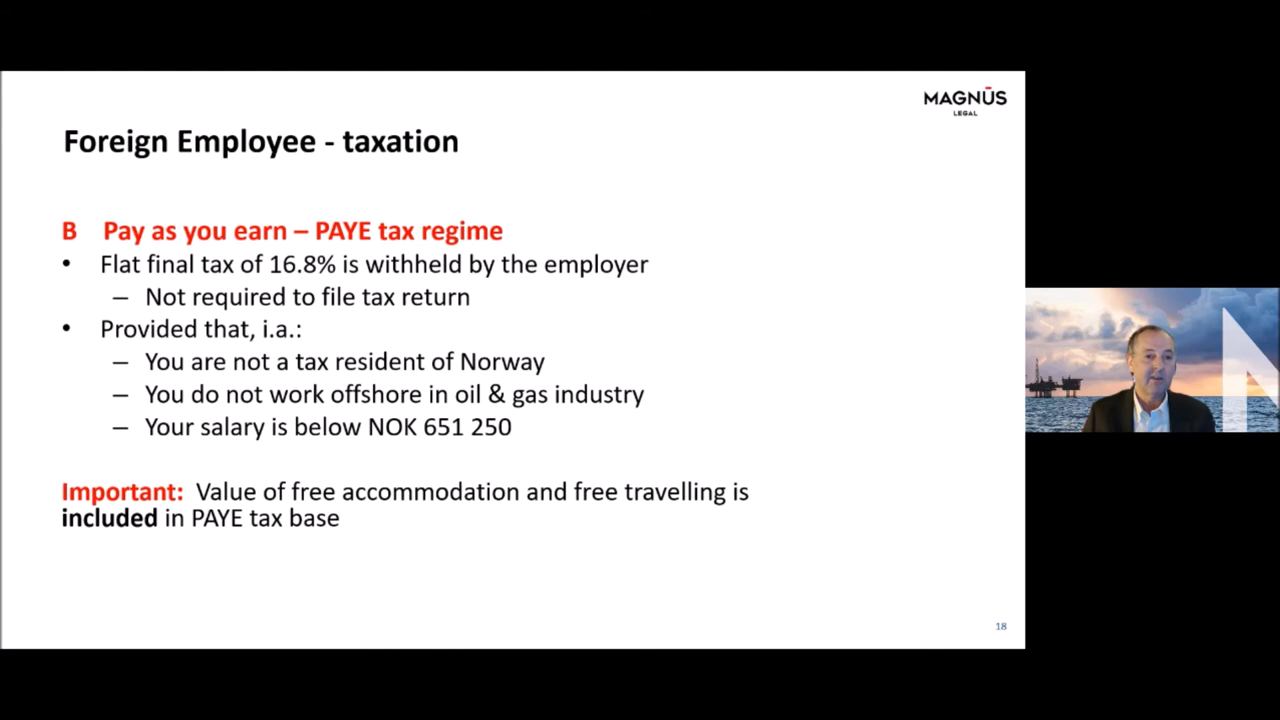 MAGNŪS
LEGAL
Foreign Employee - taxation
B Pay as you earn – PAYE tax regime
• Flat final tax of 16.8% is withheld by the employer
– Not required to file tax return
• Provided that, i.a.:
– You are not a tax resident of Norway
– You do not work offshore in oil & gas industry
– Your salary is below NOK 651 250
Important: Value of free accommodation and free travelling is
included in PAYE tax base
18